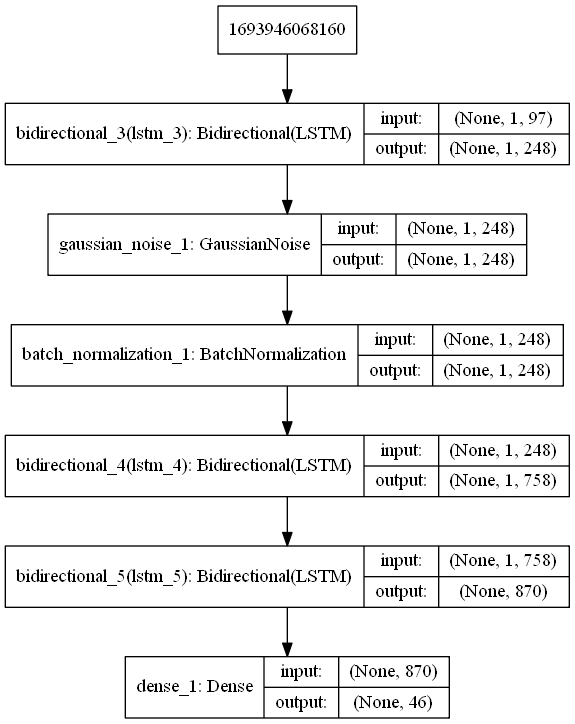 1693946068160
bidirectional_3(lstm_3): Bidirectional(LSTM)
input: (None, 1, 97)
output: (None, 1, 248)
gaussian_noise_1: GaussianNoise
input: (None, 1, 248)
output: (None, 1, 248)
batch_normalization_1: BatchNormalization
input: (None, 1, 248)
output: (None, 1, 248)
bidirectional_4(lstm_4): Bidirectional(LSTM)
input: (None, 1, 248)
output: (None, 1, 758)
bidirectional_5(lstm_5): Bidirectional(LSTM)
input: (None, 1, 758)
output: (None, 870)
dense_1: Dense
input: (None, 870)
output: (None, 46)